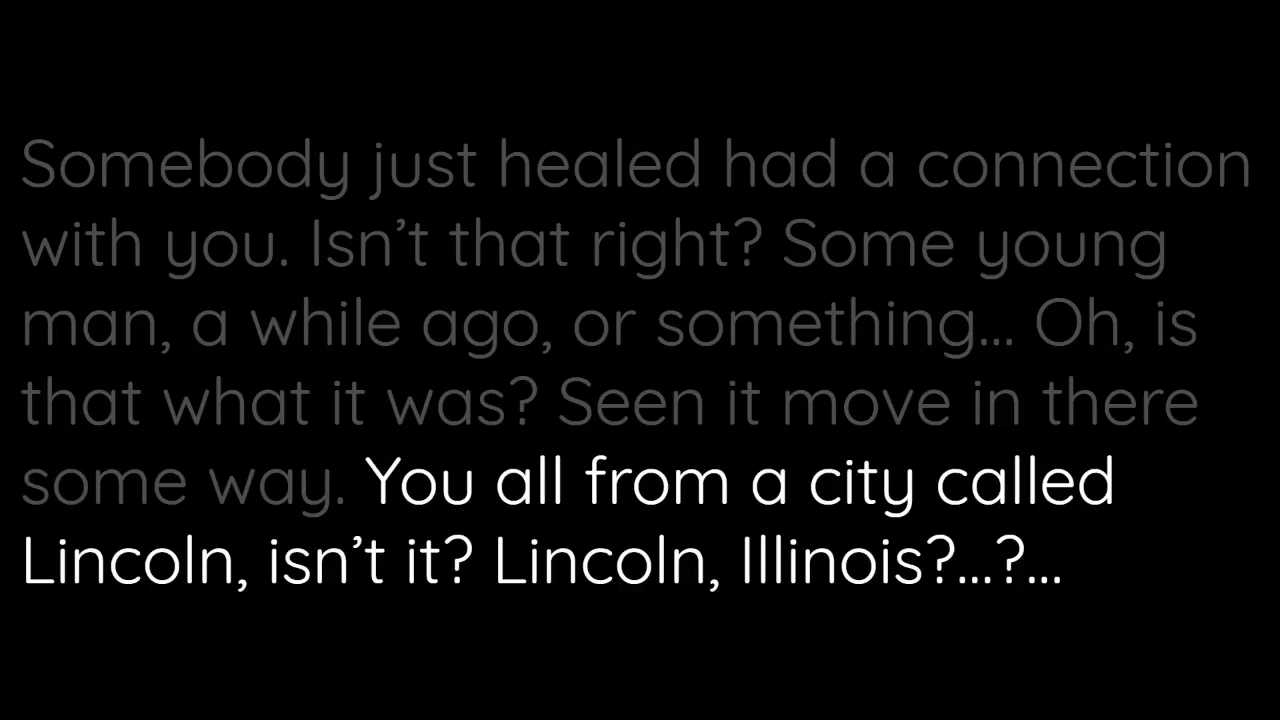 Somebody just healed had a connection
with you. Isn’t that right? Some young
man, a while ago, or something... Oh, is
that what it was? Seen it move in there
some way. You all from a city called
Lincoln, isn’t it? Lincoln, Illinois?...?...